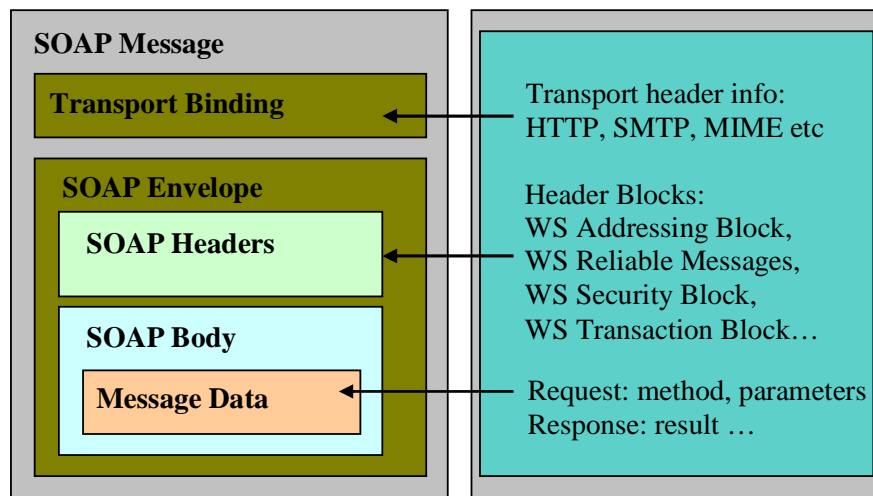 SOAP Message
Transport Binding
SOAP Envelope
SOAP Headers
SOAP Body
Message Data
Transport header info:
HTTP, SMTP, MIME etc
Header Blocks:
WS Addressing Block,
WS Reliable Messages,
WS Security Block,
WS Transaction Block…
Request: method, parameters
Response: result …